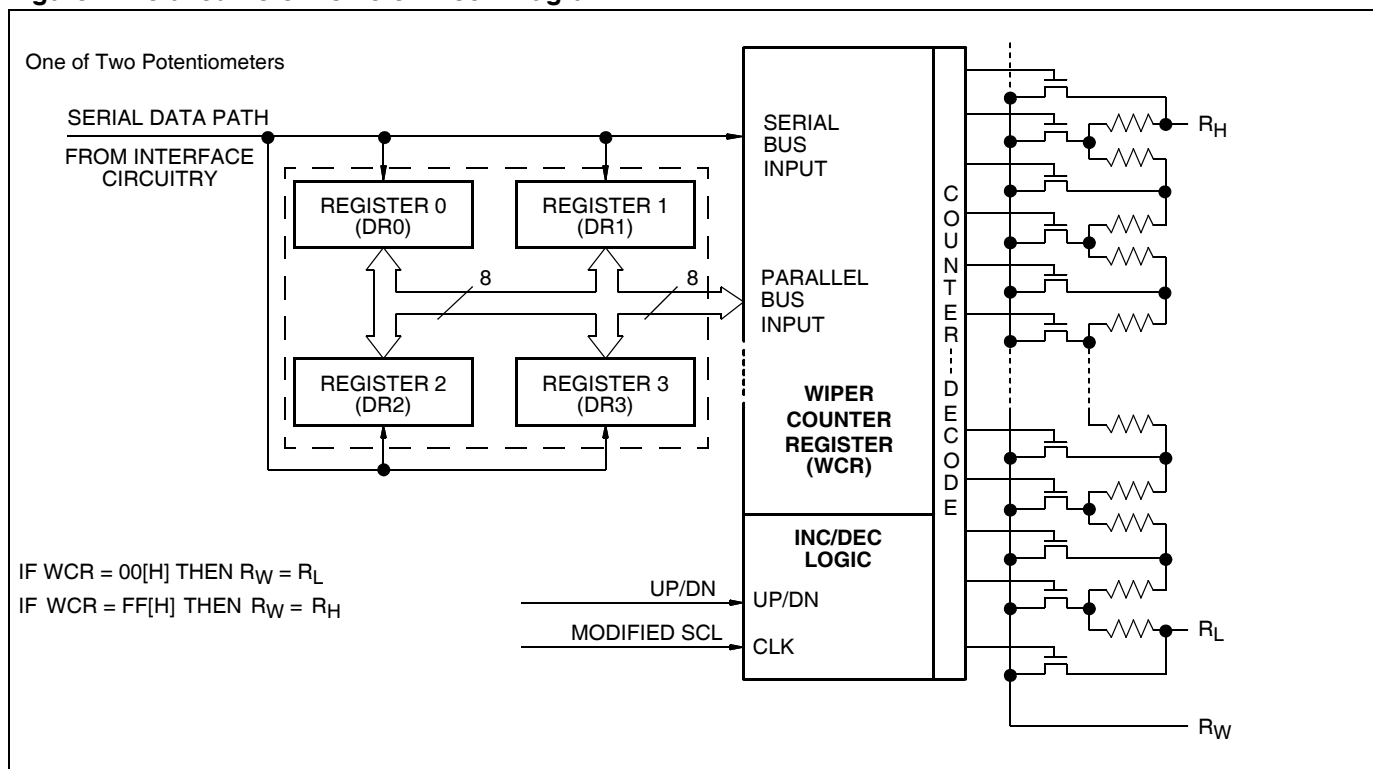 One of Two Potentiometers
SERIAL DATA PATH
FROM INTERFACE
CIRCUITRY
REGISTER 0
(DR0)
REGISTER 1
(DR1)
8
8
REGISTER 2
(DR2)
REGISTER 3
(DR3)
SERIAL
BUS
INPUT
PARALLEL
BUS
INPUT
WIPER
COUNTER
REGISTER
(WCR)
INC/DEC
LOGIC
UP/DN
UP/DN
MODIFIED SCL
CLK
COUNTER
DECODE
RH
RL
RW
IF WCR = 00[H] THEN RW = RL
IF WCR = FF[H] THEN RW = RH